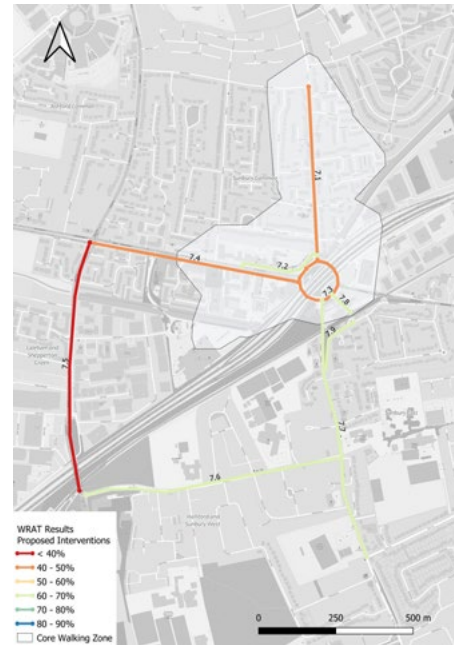 7.1
Sunbury Common
7.2
7.4
7.3
7.8
7.9
7.5
7.7
7.6
WRAT Results
Proposed Interventions
< 40%
40 - 50%
50 - 60%
60 - 70%
70 - 80%
80 - 90%
Core Walking Zone
0 250 500 m